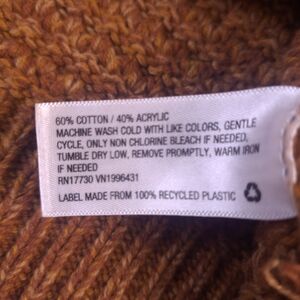 60% COTTON / 40% ACRYLIC
MACHINE WASH COLD WITH LIKE COLORS, GENTLE
CYCLE, ONLY NON CHLORINE BLEACH IF NEEDED,
TUMBLE DRY LOW, REMOVE PROMPTLY, WARM IRON
IF NEEDED
RN17730 VN1996431
LABEL MADE FROM 100% RECYCLED PLASTIC